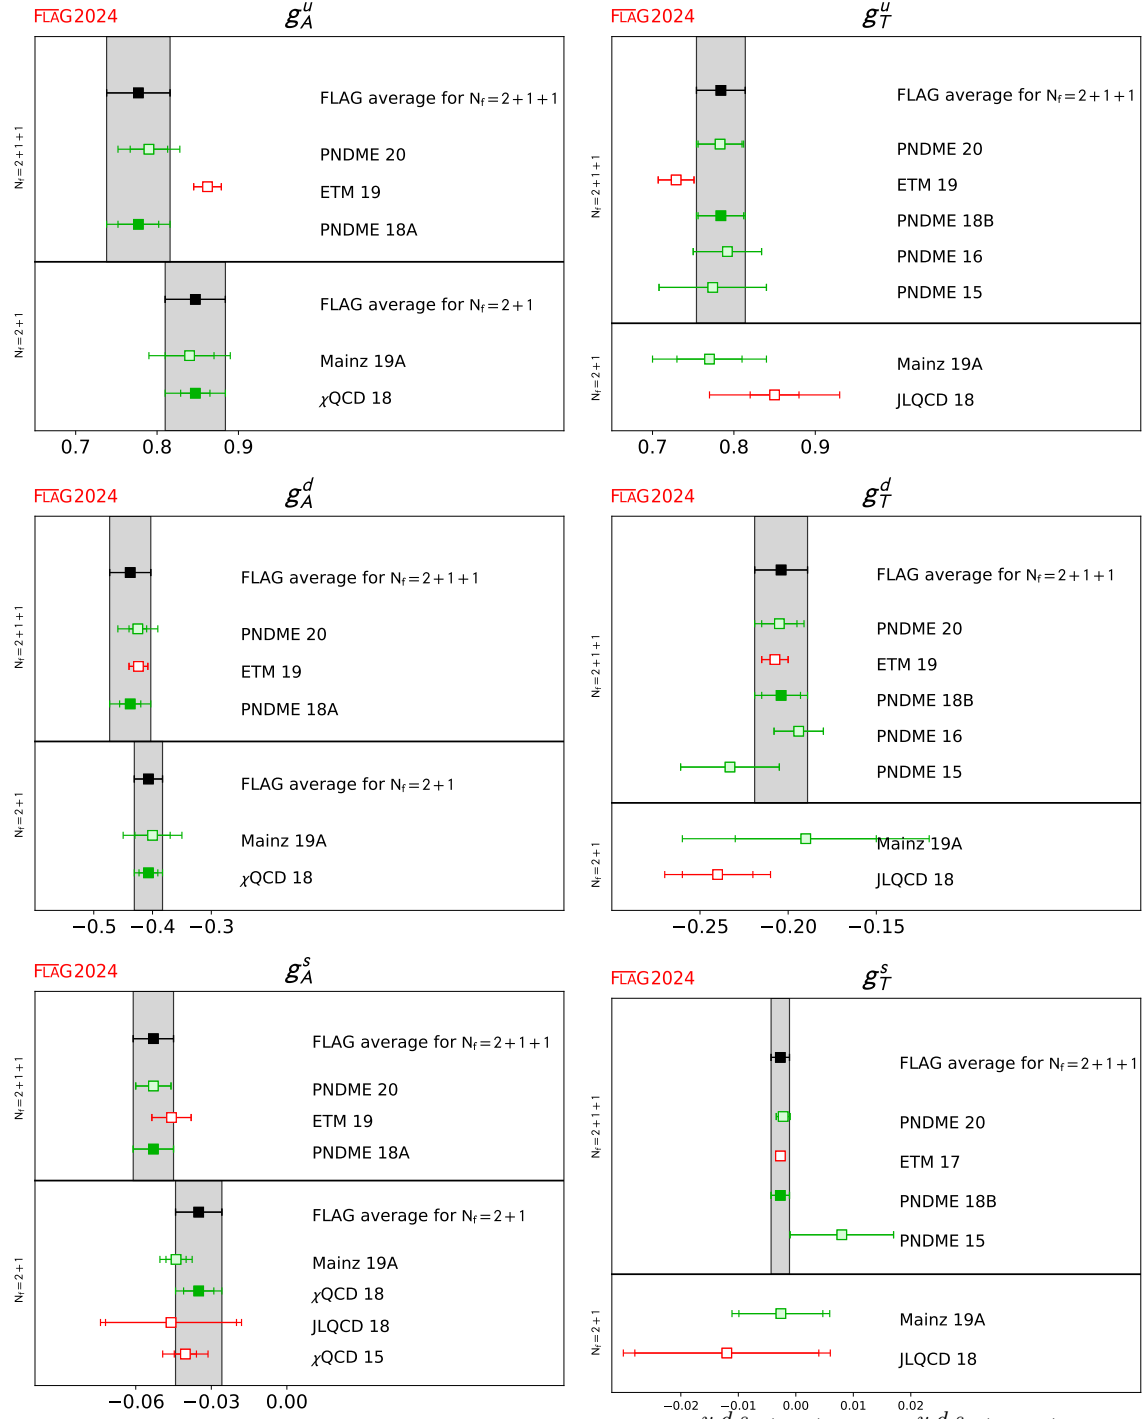 FLAG2024
g_A^u
FLAG average for N_f=2+1+1
N_f=2+1+1
PNDME 20
ETM 19
PNDME 18A
FLAG average for N_f=2+1
N_f=2+1
Mainz 19A
χQCD 18
0.7 0.8 0.9
FLAG2024
g_T^u
FLAG average for N_f=2+1+1
N_f=2+1+1
PNDME 20
ETM 19
PNDME 18B
PNDME 16
PNDME 15
N_f=2+1
Mainz 19A
JLQCD 18
0.7 0.8 0.9
FLAG2024
g_A^d
FLAG average for N_f=2+1+1
N_f=2+1+1
PNDME 20
ETM 19
PNDME 18A
FLAG average for N_f=2+1
N_f=2+1
Mainz 19A
χQCD 18
−0.5 −0.4 −0.3
FLAG2024
g_T^d
FLAG average for N_f=2+1+1
N_f=2+1+1
PNDME 20
ETM 19
PNDME 18B
PNDME 16
PNDME 15
N_f=2+1
Mainz 19A
JLQCD 18
−0.25 −0.20 −0.15
FLAG2024
g_A^s
FLAG average for N_f=2+1+1
N_f=2+1+1
PNDME 20
ETM 19
PNDME 18A
FLAG average for N_f=2+1
N_f=2+1
Mainz 19A
χQCD 18
JLQCD 18
χQCD 15
−0.06 −0.03 0.00
FLAG2024
g_T^s
FLAG average for N_f=2+1+1
N_f=2+1+1
PNDME 20
ETM 17
PNDME 18B
PNDME 15
N_f=2+1
Mainz 19A
JLQCD 18
−0.02 −0.01 0.00 0.01 0.02